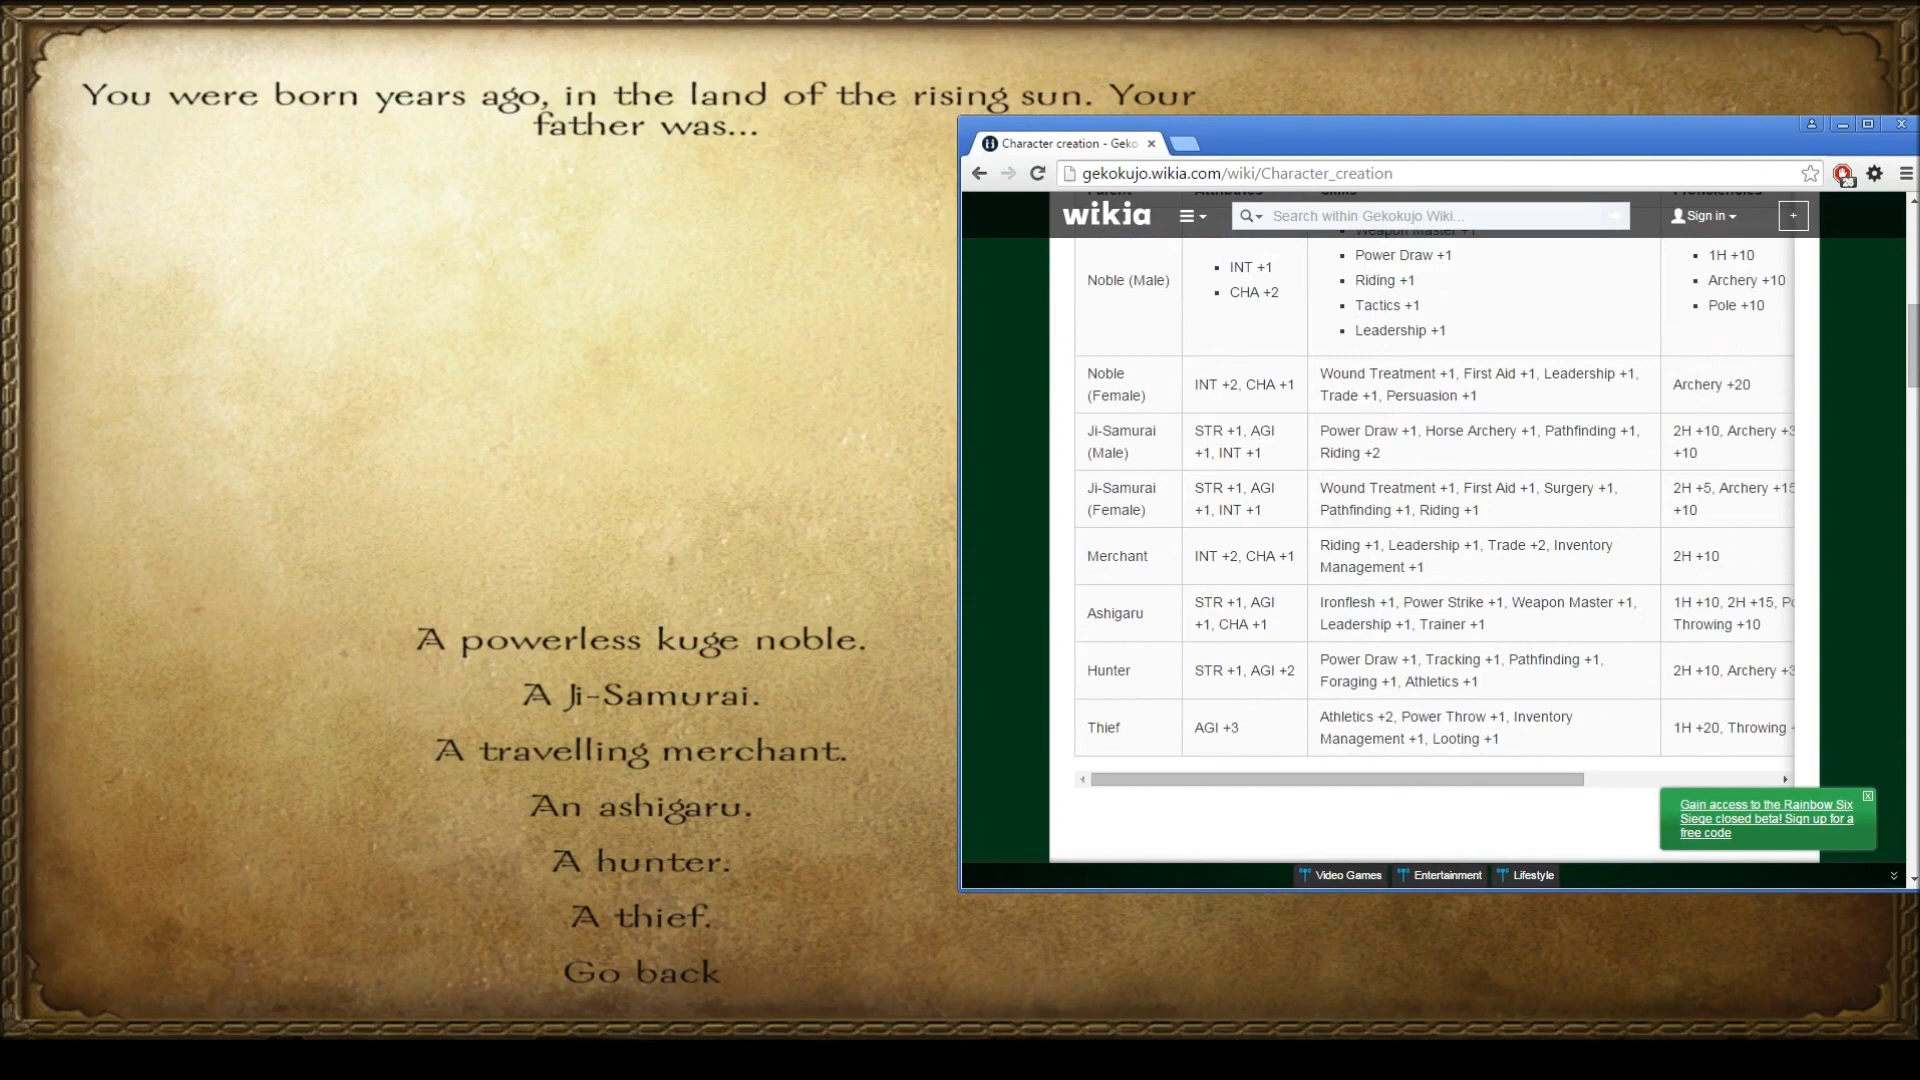 You were born years ago, in the land of the rising sun. Your
father was...
A powerless kuge noble.
A Ji-Samurai.
A travelling merchant.
An ashigaru.
A hunter.
A thief.
Go back
Character creation - Geko
gekokujo.wikia.com/wiki/Character_creation
wikia
Search within Gekokujo Wiki...
Sign in
+
Weapon Master +1
Noble (Male)
INT +1
CHA +2
Power Draw +1
Riding +1
Tactics +1
Leadership +1
1H +10
Archery +10
Pole +10
Noble
(Female)
INT +2, CHA +1
Wound Treatment +1, First Aid +1, Leadership +1,
Trade +1, Persuasion +1
Archery +20
Ji-Samurai
(Male)
STR +1, AGI
+1, INT +1
Power Draw +1, Horse Archery +1, Pathfinding +1,
Riding +2
2H +10, Archery +3
+10
Ji-Samurai
(Female)
STR +1, AGI
+1, INT +1
Wound Treatment +1, First Aid +1, Surgery +1,
Pathfinding +1, Riding +1
2H +5, Archery +15
+10
Merchant
INT +2, CHA +1
Riding +1, Leadership +1, Trade +2, Inventory
Management +1
2H +10
Ashigaru
STR +1, AGI
+1, CHA +1
Ironflesh +1, Power Strike +1, Weapon Master +1,
Leadership +1, Trainer +1
1H +10, 2H +15, Po
Throwing +10
Hunter
STR +1, AGI +2
Power Draw +1, Tracking +1, Pathfinding +1,
Foraging +1, Athletics +1
2H +10, Archery +3
Thief
AGI +3
Athletics +2, Power Throw +1, Inventory
Management +1, Looting +1
1H +20, Throwing +
Gain access to the Rainbow Six
Siege closed beta! Sign up for a
free code
Video Games
Entertainment
Lifestyle